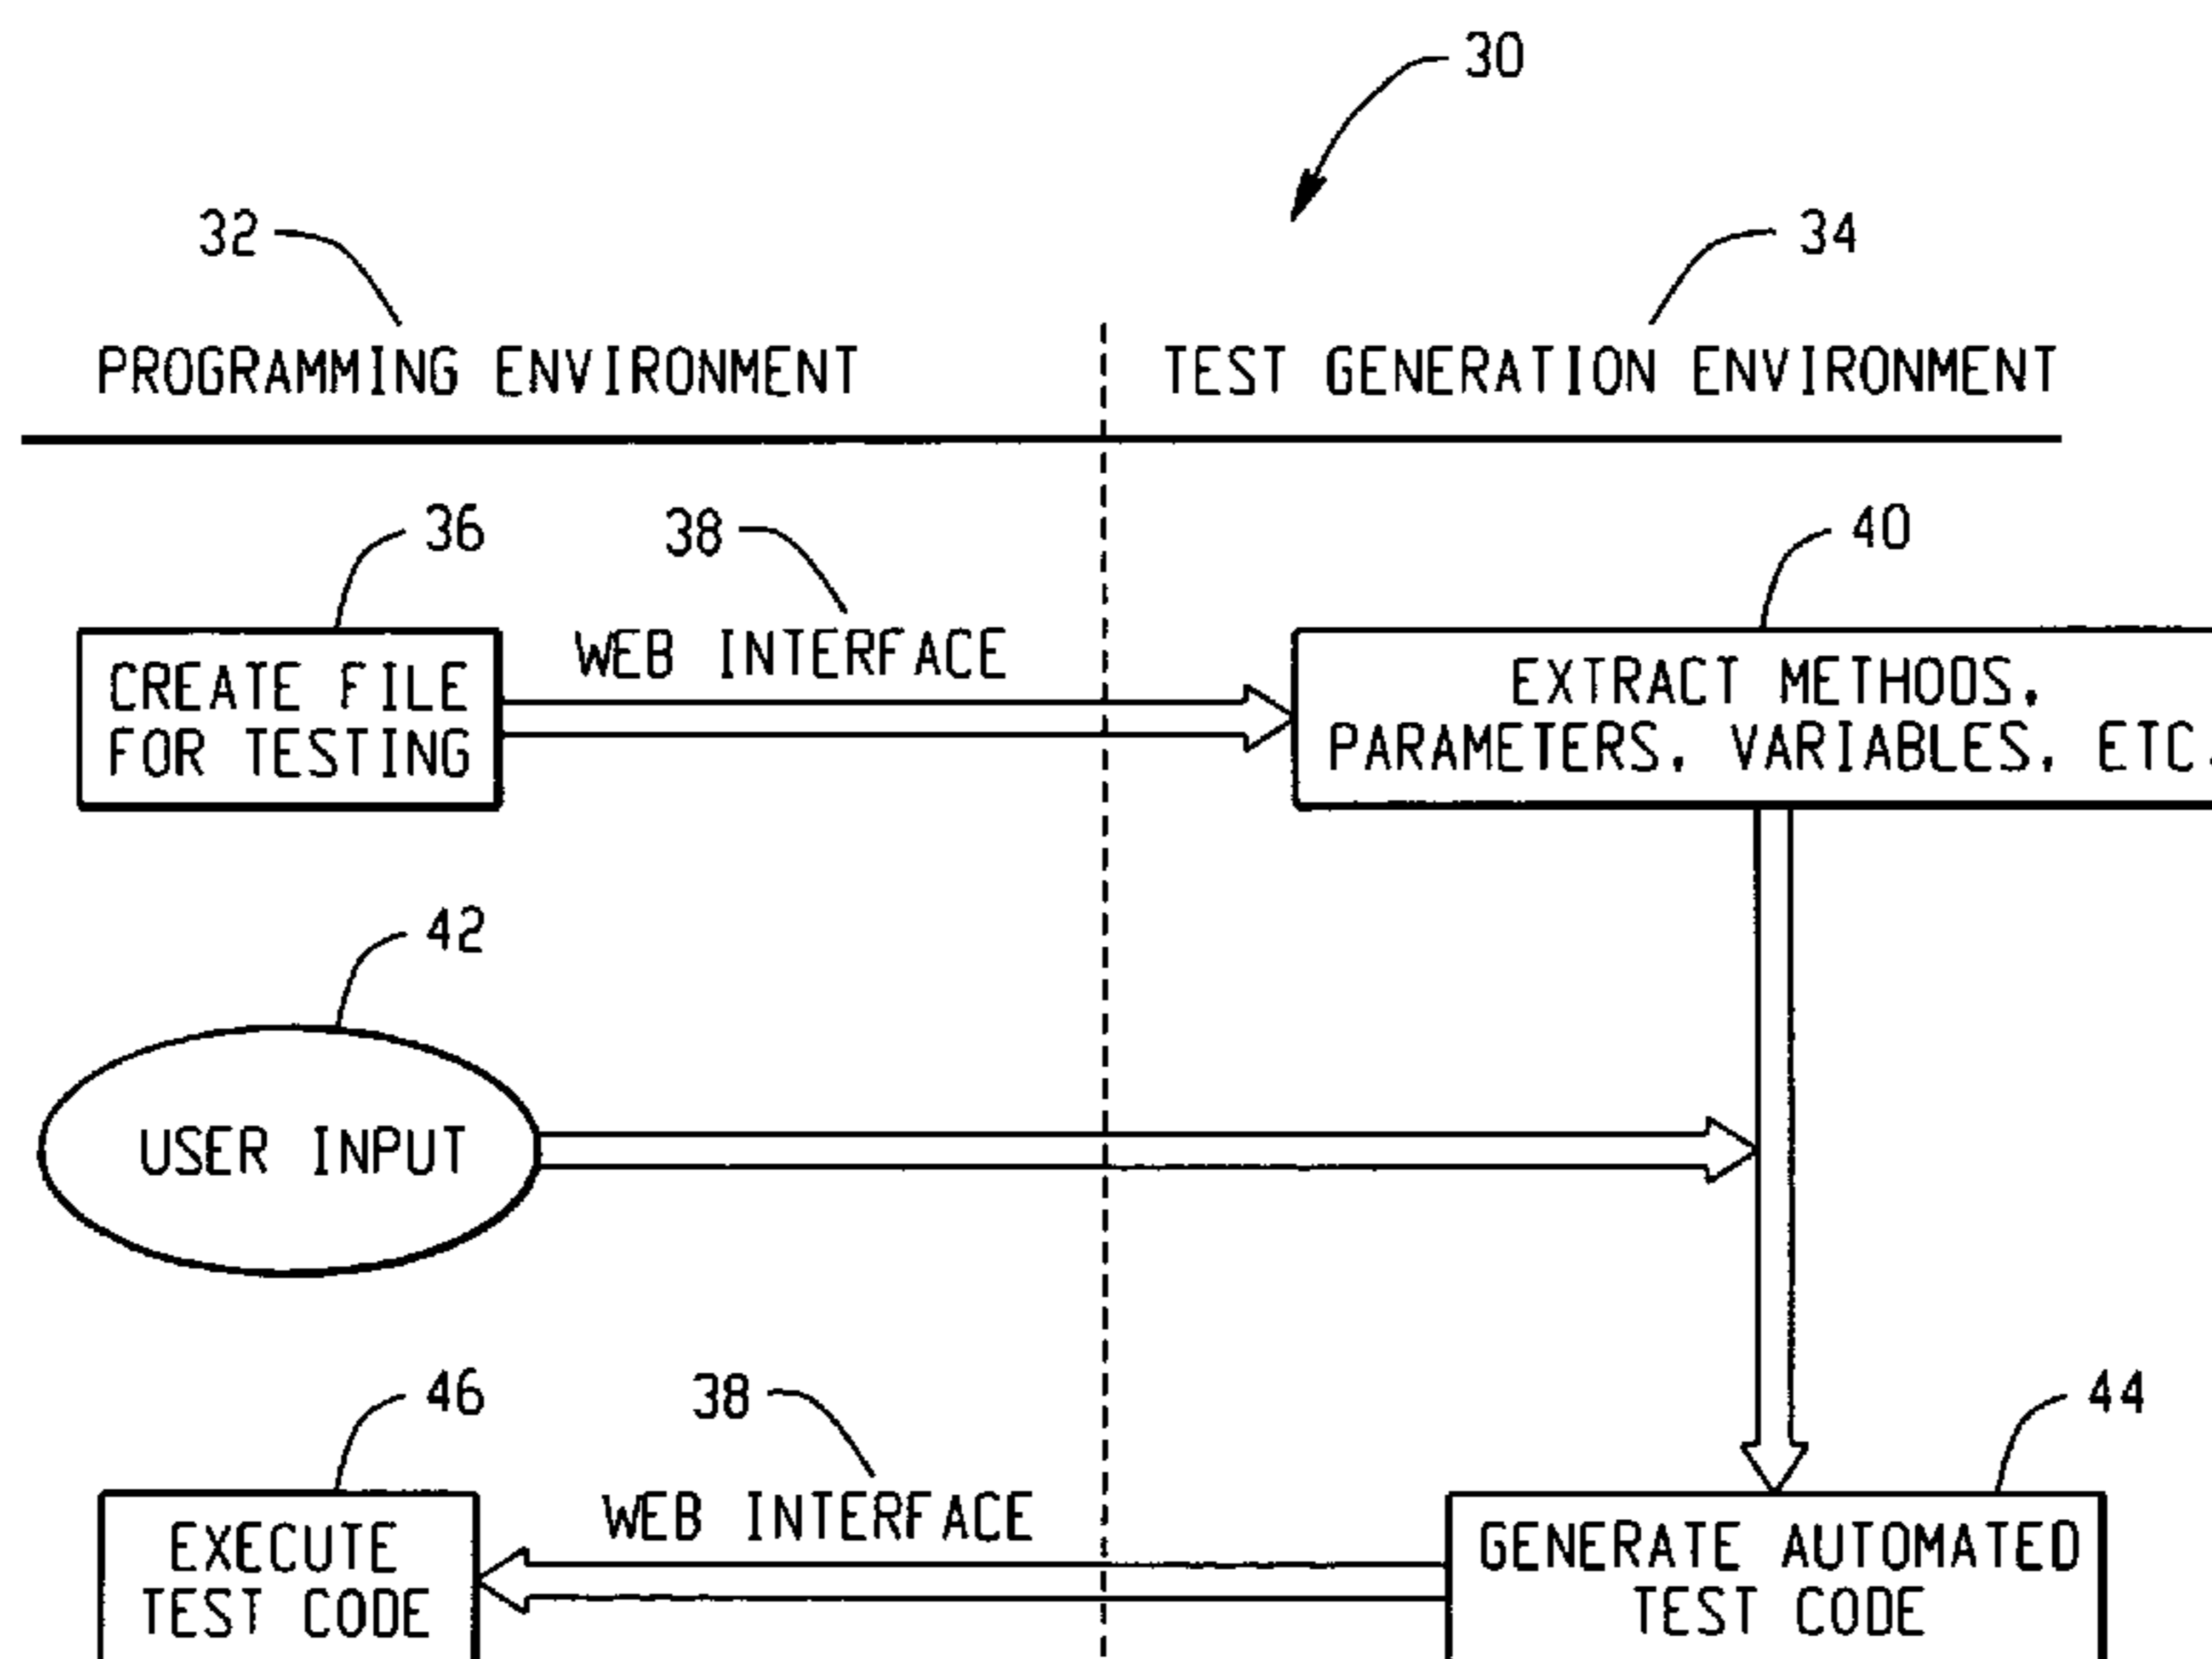 30
32
34
PROGRAMMING ENVIRONMENT
TEST GENERATION ENVIRONMENT
36
38
40
CREATE FILE
FOR TESTING
WEB INTERFACE
EXTRACT METHODS,
PARAMETERS, VARIABLES, ETC.
42
USER INPUT
46
38
44
EXECUTE
TEST CODE
WEB INTERFACE
GENERATE AUTOMATED
TEST CODE